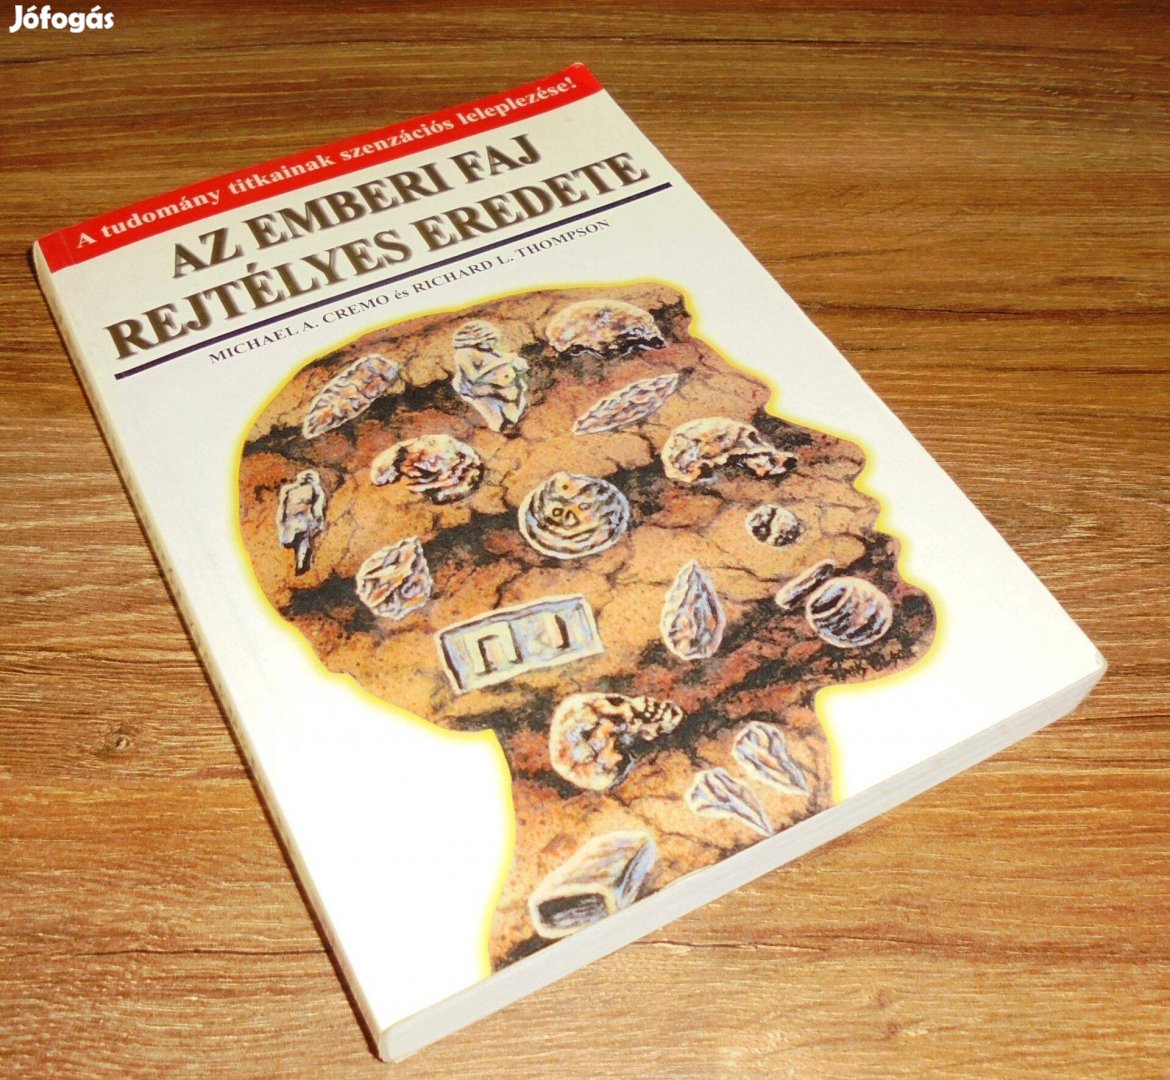 Jófogás
A tudomány titkainak szenzációs leleplezése!
AZ EMBERI FAJ
REJTÉLYES EREDETE
MICHAEL A. CREMO és RICHARD L. THOMPSON